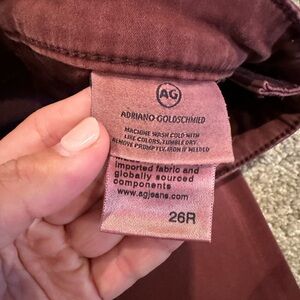 AG
ADRIANO GOLDSCHMIED
MACHINE WASH COLD WITH
LIKE COLORS. TUMBLE DRY.
REMOVE PROMPTLY. IRON IF NEEDED
imported fabric and
globally sourced
components
www.agjeans.com
26R